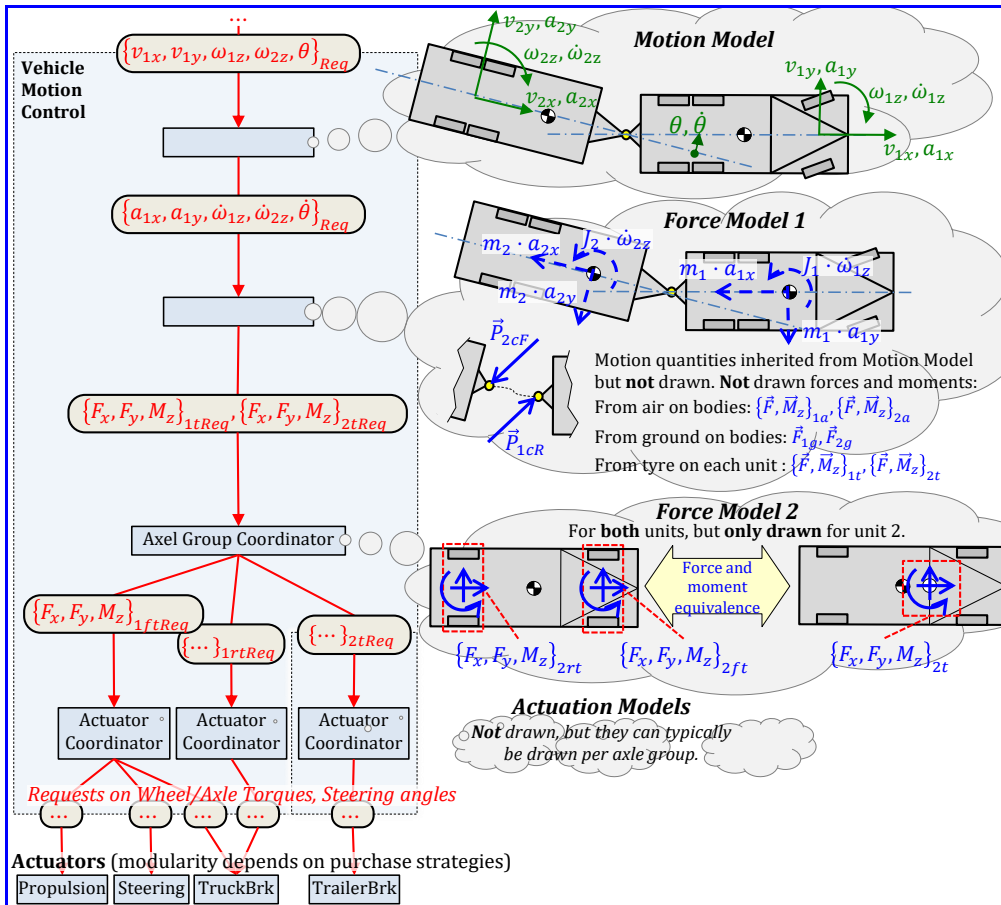 ...
{v₁ₓ, v₁y, ω₁z, ω₂z, θ}Req
Vehicle
Motion
Control
{a₁ₓ, a₁y, ω̇₁z, ω̇₂z, θ̇}Req
{Fₓ, Fy, Mz}1tReq, {Fₓ, Fy, Mz}2tReq
Axel Group Coordinator
{Fₓ, Fy, Mz}1ftReq
{...}1rtReq
{...}2tReq
Actuator
Coordinator
Actuator
Coordinator
Actuator
Coordinator
Requests on Wheel/Axle Torques, Steering angles
... ... ... ... ...
Actuators (modularity depends on purchase strategies)
Propulsion
Steering
TruckBrk
TrailerBrk
Motion Model
v₂y, a₂y
ω₂z, ω̇₂z
v₂ₓ, a₂ₓ
θ, θ̇
v₁y, a₁y
ω₁z, ω̇₁z
v₁ₓ, a₁ₓ
Force Model 1
m₂ · a₂ₓ
J₂ · ω̇₂z
m₂ · a₂y
m₁ · a₁ₓ
J₁ · ω̇₁z
m₁ · a₁y
P⃗2cF
P⃗1cR
Motion quantities inherited from Motion Model
but not drawn. Not drawn forces and moments:
From air on bodies: {F⃗, M⃗z}1a, {F⃗, M⃗z}2a
From ground on bodies: F⃗1g, F⃗2g
From tyre on each unit : {F⃗, M⃗z}1t, {F⃗, M⃗z}2t
Force Model 2
For both units, but only drawn for unit 2.
Force and
moment
equivalence
{Fₓ, Fy, Mz}2rt
{Fₓ, Fy, Mz}2ft
{Fₓ, Fy, Mz}2t
Actuation Models
Not drawn, but they can typically
be drawn per axle group.